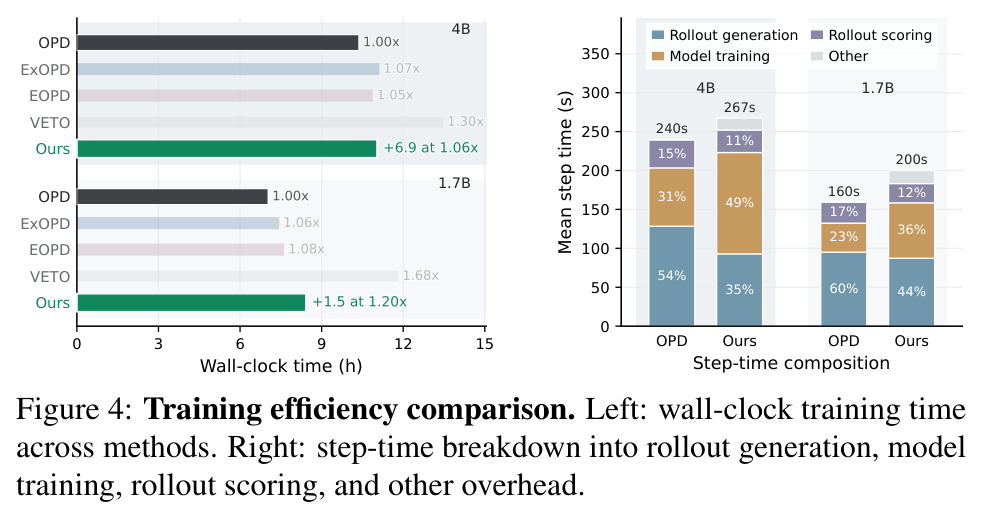 4B
OPD
1.00x
ExOPD
1.07x
EOPD
1.05x
VETO
1.30x
Ours
+6.9 at 1.06x
1.7B
OPD
1.00x
ExOPD
1.06x
EOPD
1.08x
VETO
1.68x
Ours
+1.5 at 1.20x
0 3 6 9 12 15
Wall-clock time (h)
Rollout generation
Rollout scoring
Model training
Other
4B
1.7B
Mean step time (s)
350
300
250
200
150
100
50
0
240s
15%
31%
54%
267s
11%
49%
35%
160s
17%
23%
60%
200s
12%
36%
44%
OPD Ours OPD Ours
Step-time composition
Figure 4: Training efficiency comparison. Left: wall-clock training time
across methods. Right: step-time breakdown into rollout generation, model
training, rollout scoring, and other overhead.